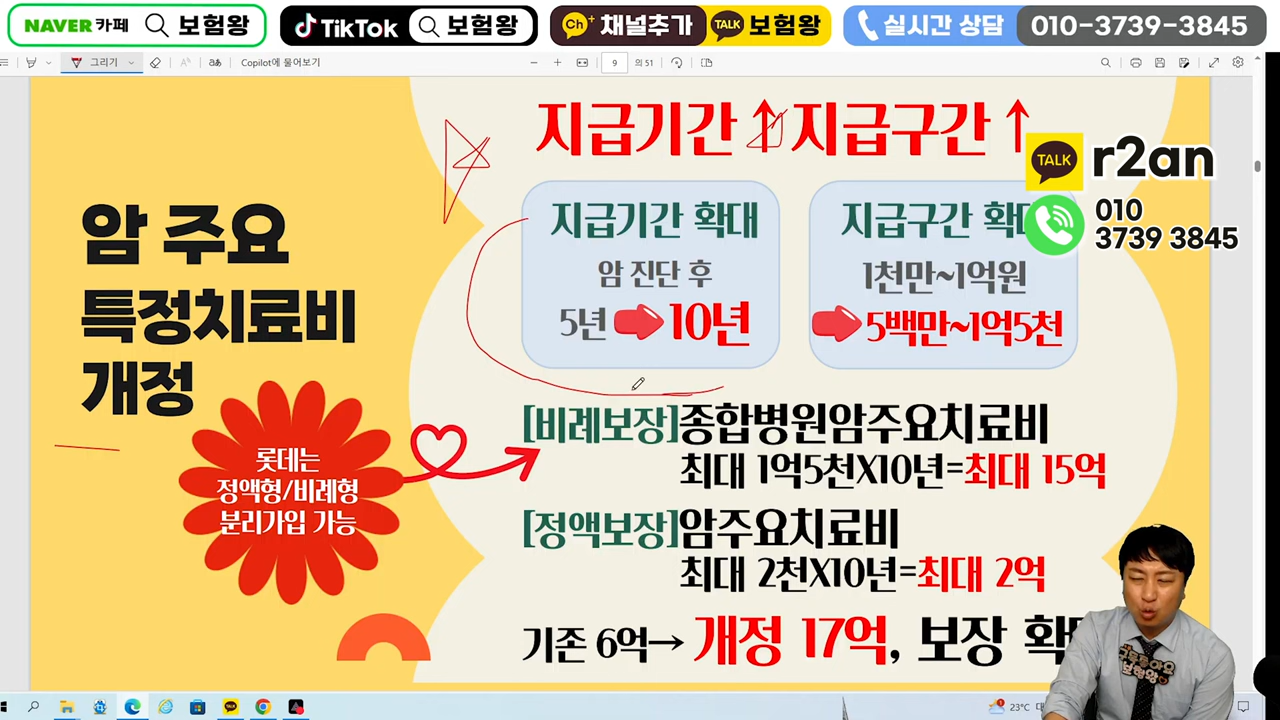 NAVER 카페 보험왕
TikTok 보험왕
Ch+ 채널추가 TALK 보험왕
실시간 상담 010-3739-3845
그리기
Copilot에 물어보기
9 의 51
지급기간 ↑ 지급구간 ↑
TALK r2an
010
3739 3845
암 주요
특정치료비
개정
지급기간 확대
암 진단 후
5년 10년
지급구간 확
1천만~1억원
5백만~1억5천
롯데는
정액형/비례형
분리가입 가능
[비례보장]종합병원암주요치료비
최대 1억5천X10년=최대 15억
[정액보장]암주요치료비
최대 2천X10년=최대 2억
기존 6억→ 개정 17억, 보장
보험왕
TALK
23°C